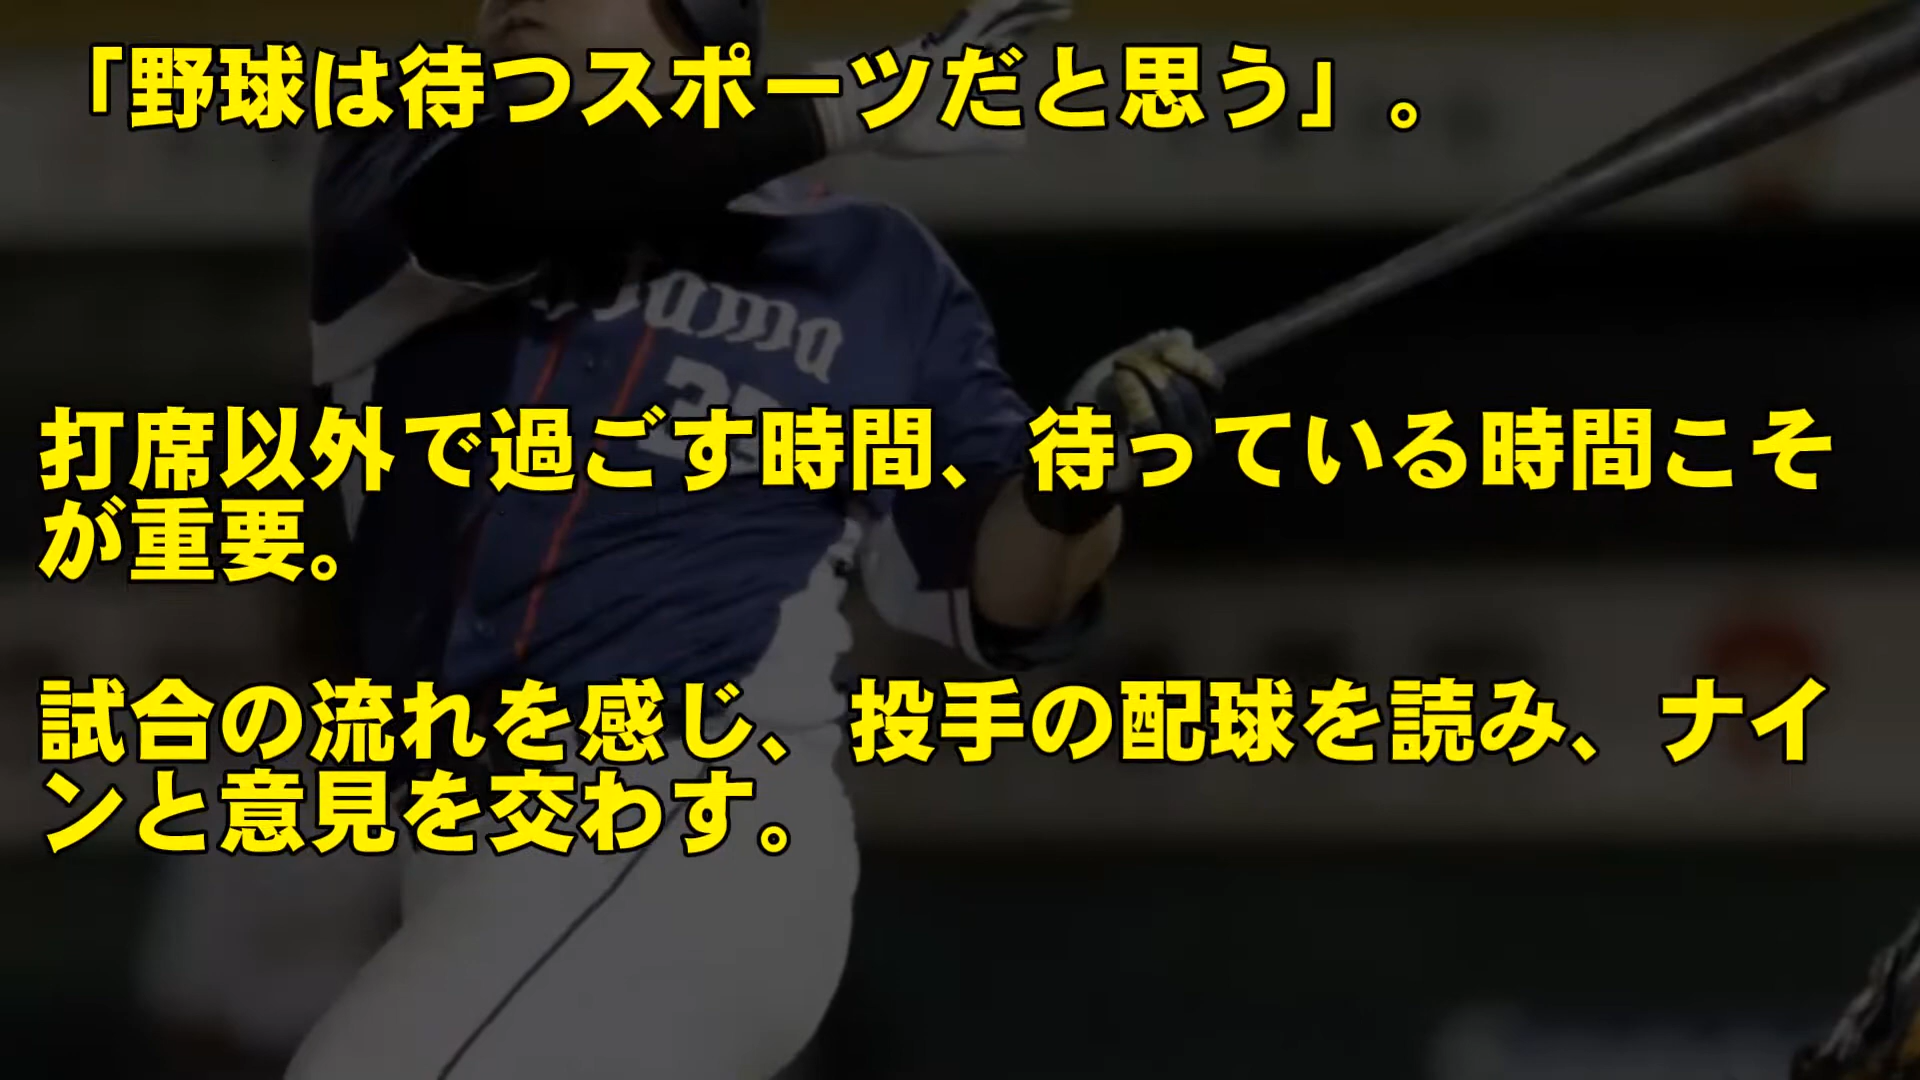 「野球は待つスポーツだと思う」。
打席以外で過ごす時間、待っている時間こそ
が重要。
試合の流れを感じ、投手の配球を読み、ナイ
ンと意見を交わす。